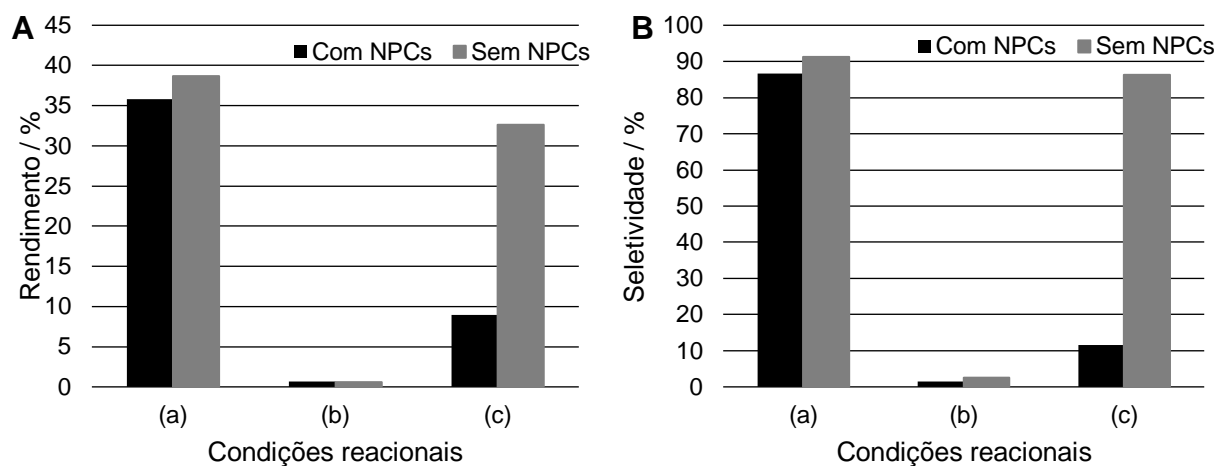 A
Com NPCs Sem NPCs
Rendimento / %
45
40
35
30
25
20
15
10
5
0
(a) (b) (c)
Condições reacionais
B
Com NPCs Sem NPCs
Seletividade / %
100
90
80
70
60
50
40
30
20
10
0
(a) (b) (c)
Condições reacionais